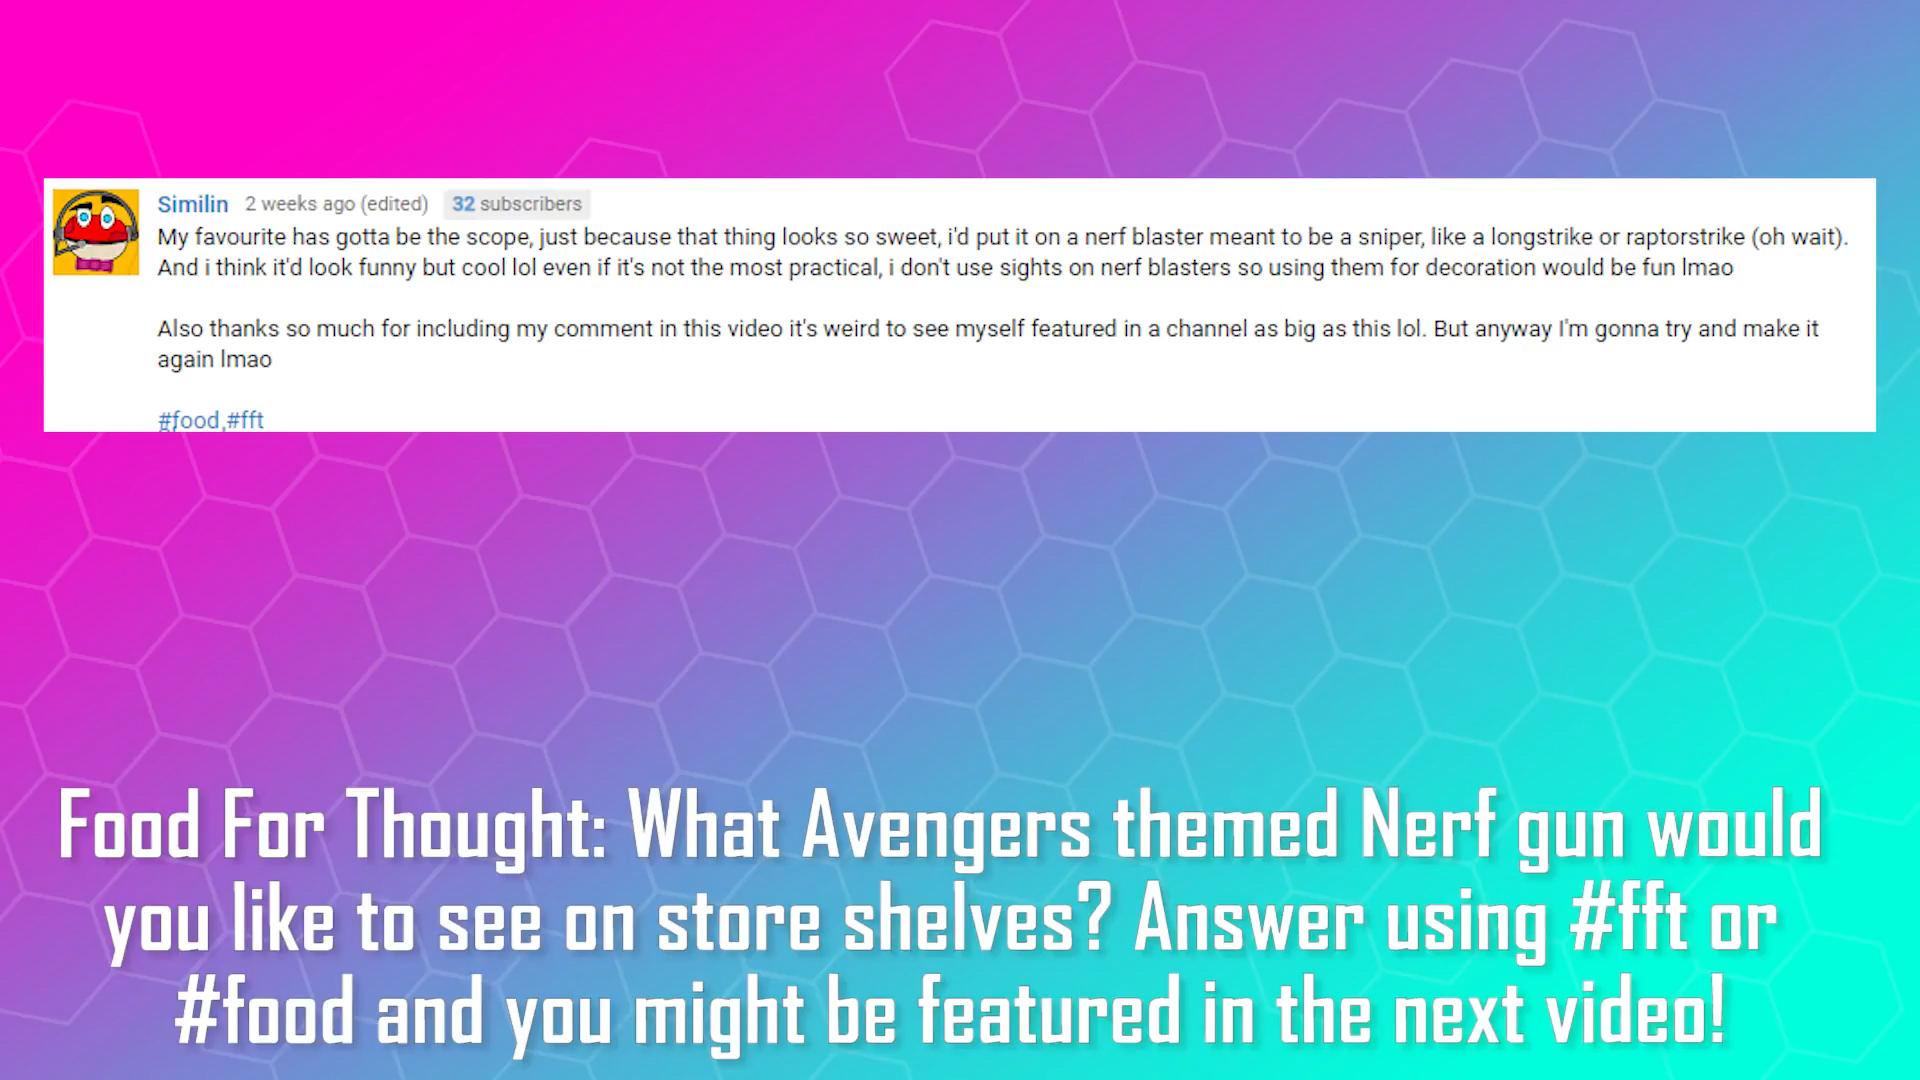 Similin 2 weeks ago (edited) 32 subscribers
My favourite has gotta be the scope, just because that thing looks so sweet, i'd put it on a nerf blaster meant to be a sniper, like a longstrike or raptorstrike (oh wait).
And i think it'd look funny but cool lol even if it's not the most practical, i don't use sights on nerf blasters so using them for decoration would be fun lmao
Also thanks so much for including my comment in this video it's weird to see myself featured in a channel as big as this lol. But anyway I'm gonna try and make it
again lmao
#food,#fft
Food For Thought: What Avengers themed Nerf gun would
you like to see on store shelves? Answer using #fft or
#food and you might be featured in the next video!